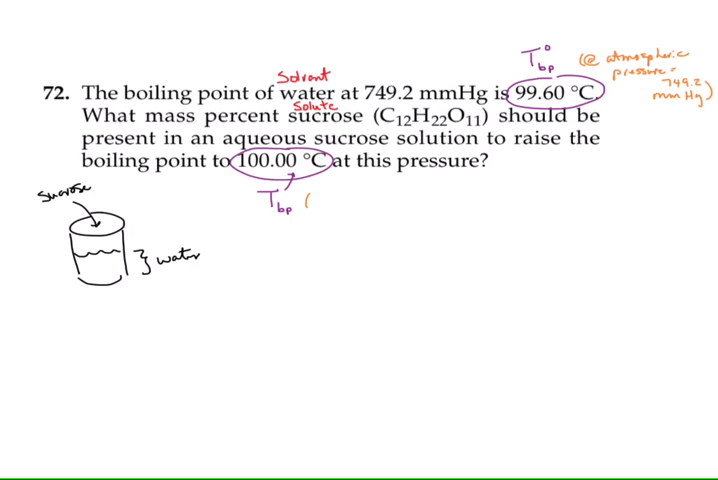 T°bp (@ atmospheric
pressure =
749.2
mm Hg)
Solvent
72. The boiling point of water at 749.2 mmHg is 99.60 °C.
Solute
What mass percent sucrose (C₁₂H₂₂O₁₁) should be
present in an aqueous sucrose solution to raise the
boiling point to 100.00 °C at this pressure?
Sucrose
Tbp (
} water